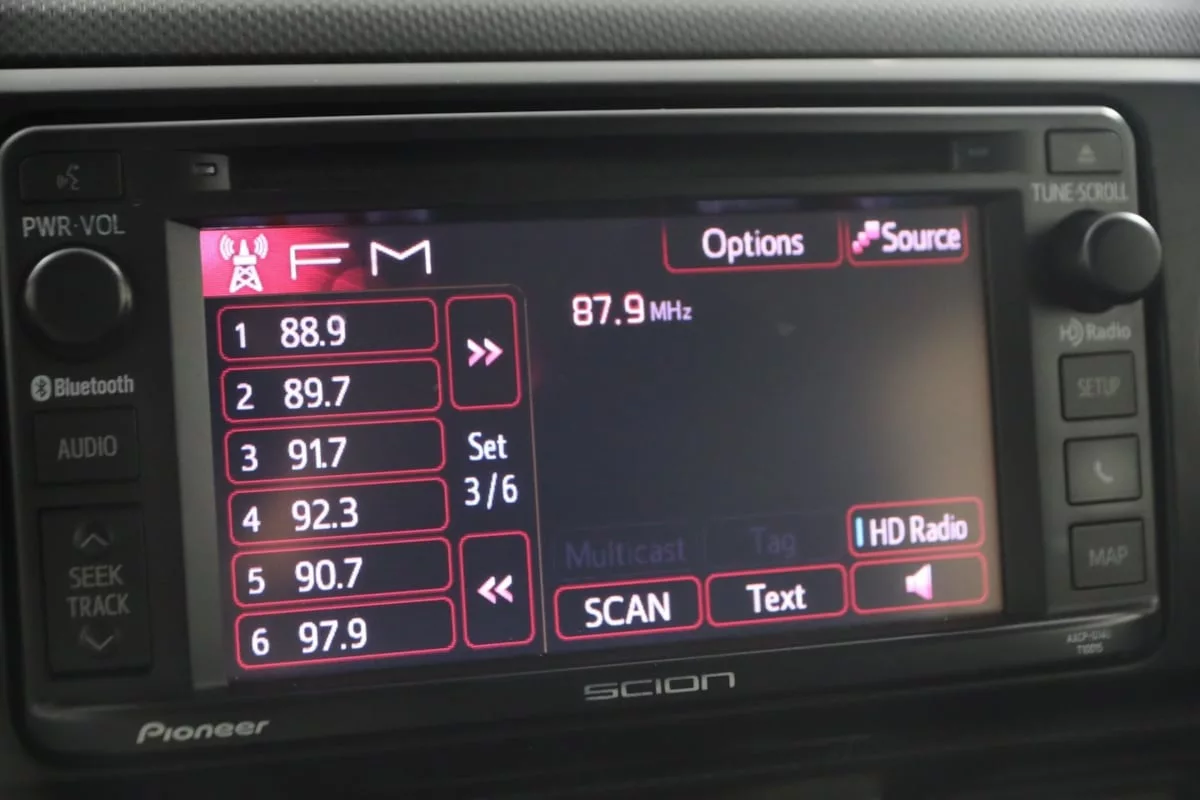 PWR·VOL
Bluetooth
AUDIO
SEEK
TRACK
FM
Options
Source
1 88.9
2 89.7
3 91.7
4 92.3
5 90.7
6 97.9
»
Set
3/6
«
87.9 MHz
Multicast
Tag
HD Radio
SCAN
Text
TUNE·SCROLL
HD Radio
SETUP
MAP
SCION
Pioneer